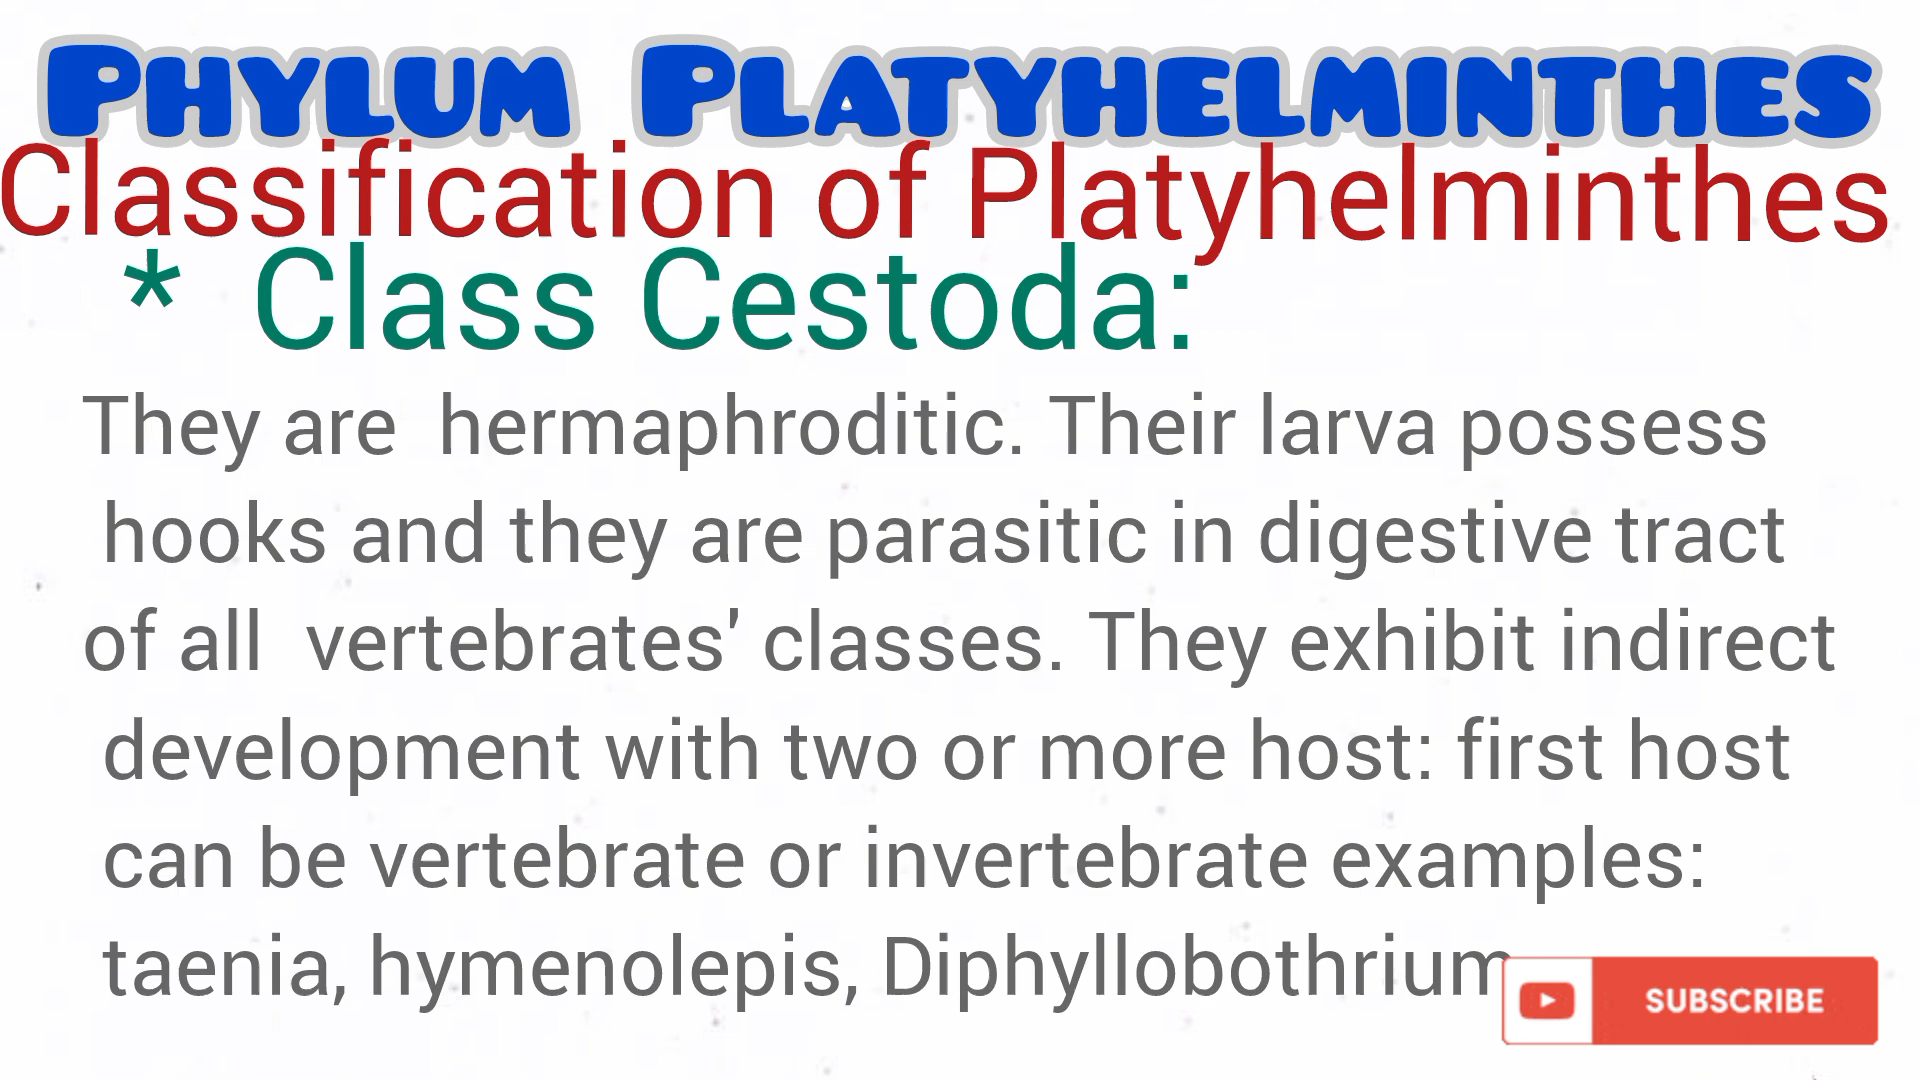 PHYLUM PLATYHELMINTHES
Classification of Platyhelminthes
* Class Cestoda:
They are hermaphroditic. Their larva possess
hooks and they are parasitic in digestive tract
of all vertebrates' classes. They exhibit indirect
development with two or more host: first host
can be vertebrate or invertebrate examples:
taenia, hymenolepis, Diphyllobothrium
SUBSCRIBE